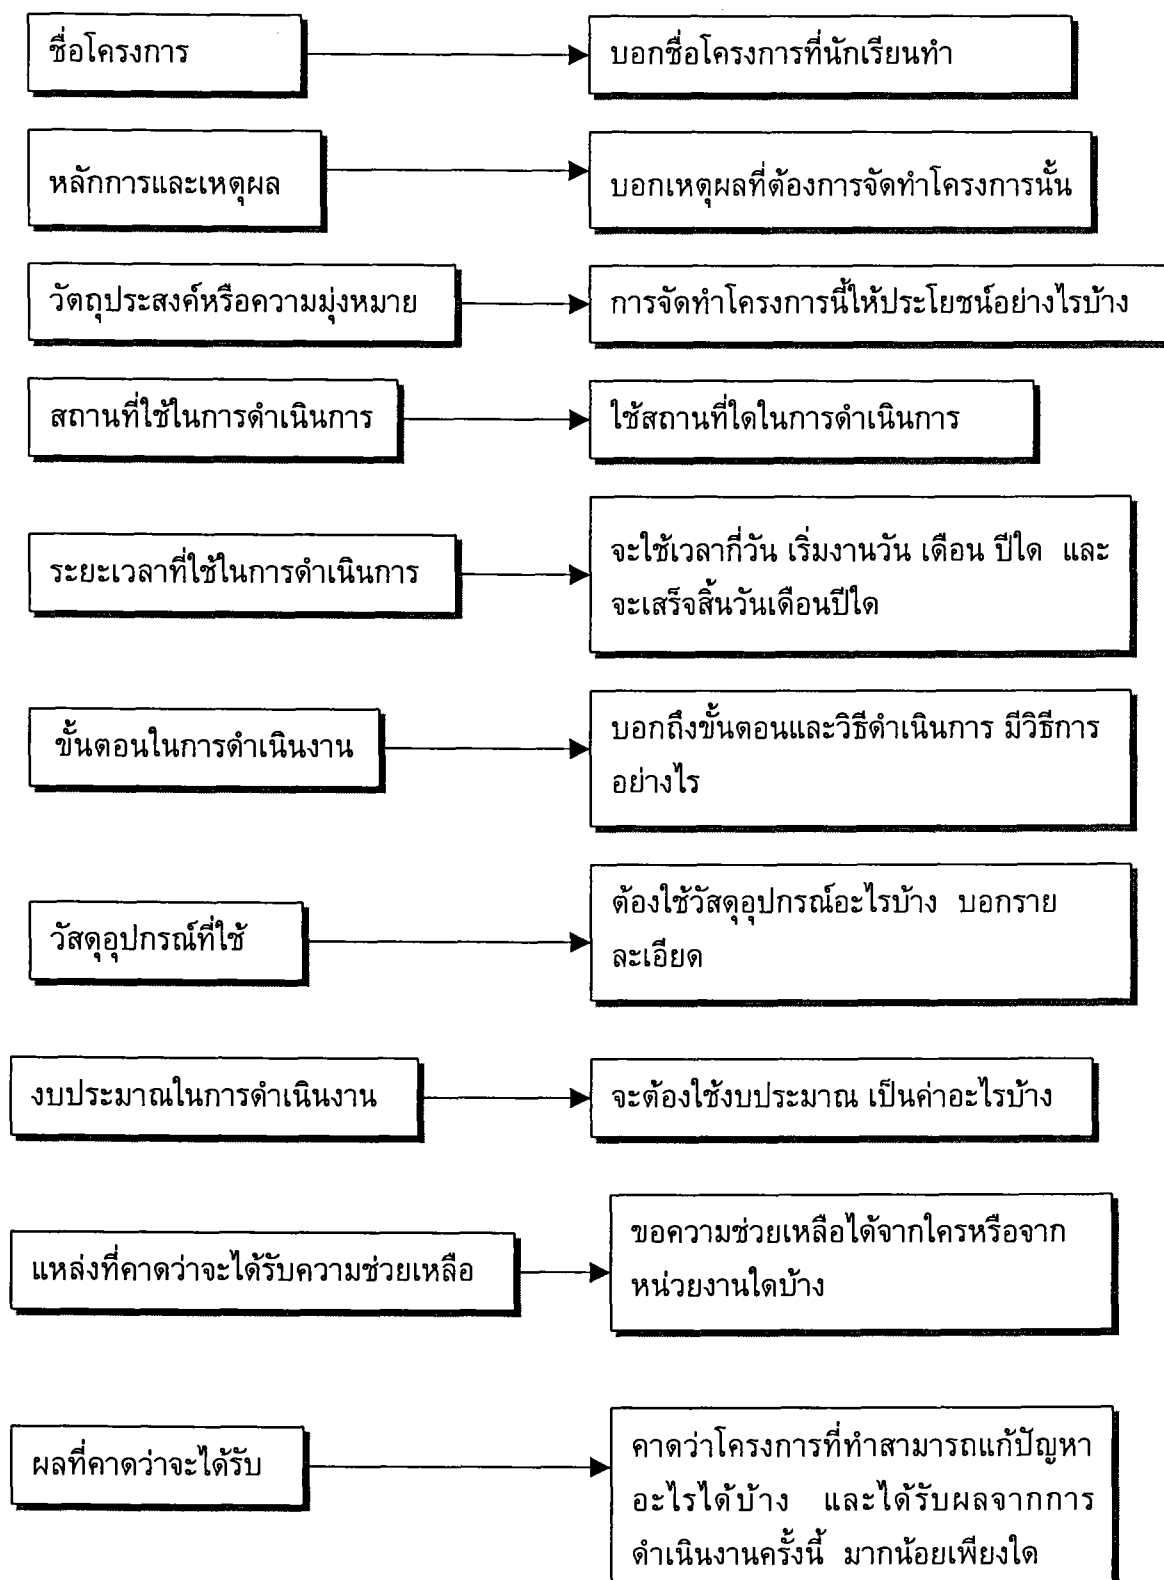 ชื่อโครงการ
บอกชื่อโครงการที่นักเรียนทำ
หลักการและเหตุผล
บอกเหตุผลที่ต้องการจัดทำโครงการนั้น
วัตถุประสงค์หรือความมุ่งหมาย
การจัดทำโครงการนี้ให้ประโยชน์อย่างไรบ้าง
สถานที่ใช้ในการดำเนินการ
ใช้สถานที่ใดในการดำเนินการ
ระยะเวลาที่ใช้ในการดำเนินการ
จะใช้เวลากี่วัน เริ่มงานวัน เดือน ปีใด และ
จะเสร็จสิ้นวันเดือนปีใด
ขั้นตอนในการดำเนินงาน
บอกถึงขั้นตอนและวิธีดำเนินการ มีวิธีการ
อย่างไร
วัสดุอุปกรณ์ที่ใช้
ต้องใช้วัสดุอุปกรณ์อะไรบ้าง บอกราย
ละเอียด
งบประมาณในการดำเนินงาน
จะต้องใช้งบประมาณ เป็นค่าอะไรบ้าง
แหล่งที่คาดว่าจะได้รับความช่วยเหลือ
ขอความช่วยเหลือได้จากใครหรือจาก
หน่วยงานใดบ้าง
ผลที่คาดว่าจะได้รับ
คาดว่าโครงการที่ทำสามารถแก้ปัญหา
อะไรได้บ้าง และได้รับผลจากการ
ดำเนินงานครั้งนี้ มากน้อยเพียงใด